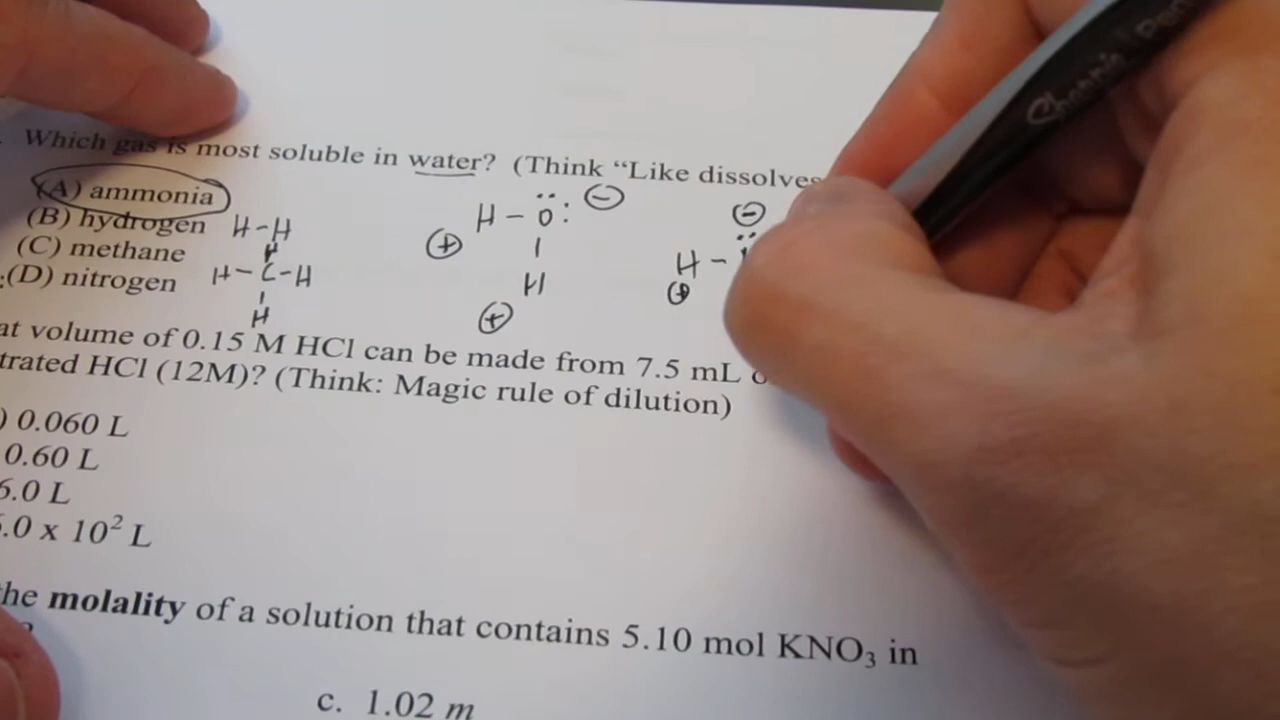 Which gas is most soluble in water? (Think “Like dissolves
(A) ammonia
(B) hydrogen H-H
(C) methane
(D) nitrogen
H
H-C-H
H
H-O:
H
H-
at volume of 0.15 M HCl can be made from 7.5 mL
trated HCl (12M)? (Think: Magic rule of dilution)
) 0.060 L
0.60 L
6.0 L
.0 x 10² L
he molality of a solution that contains 5.10 mol KNO₃ in
c. 1.02 m
Sharpie Pen